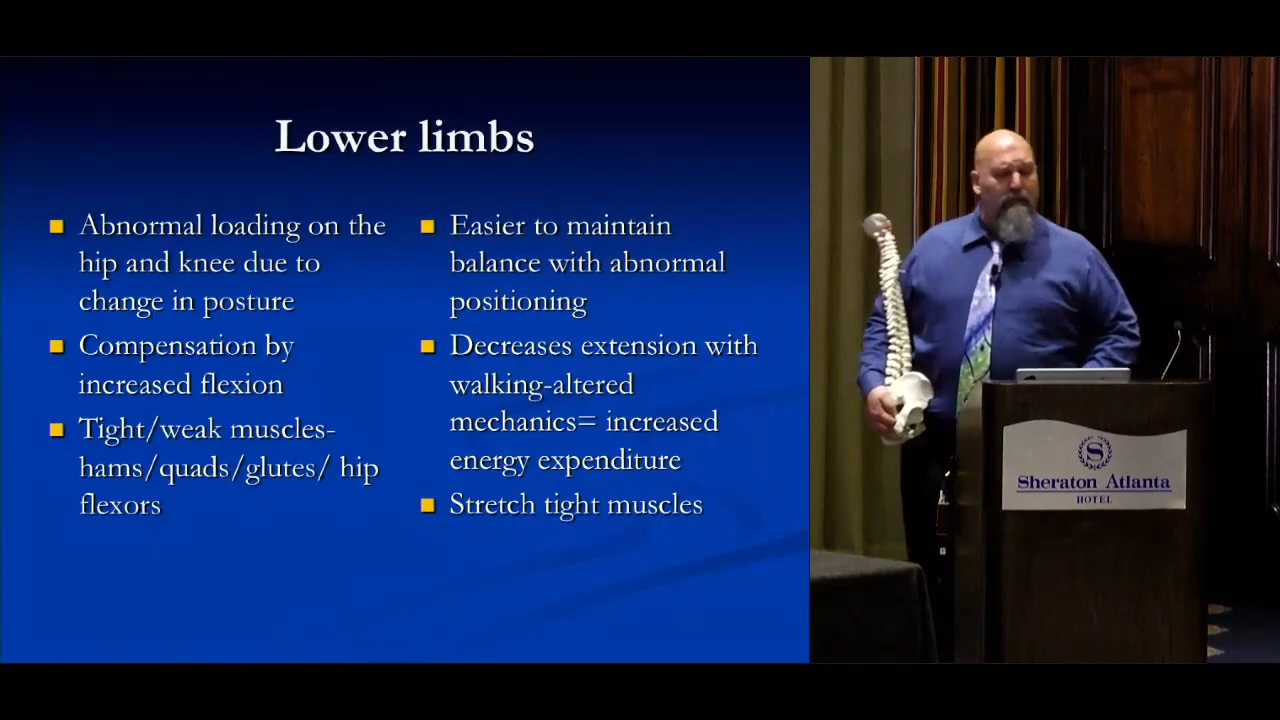 Lower limbs
Abnormal loading on the
hip and knee due to
change in posture
Compensation by
increased flexion
Tight/weak muscles-
hams/quads/glutes/ hip
flexors
Easier to maintain
balance with abnormal
positioning
Decreases extension with
walking-altered
mechanics= increased
energy expenditure
Stretch tight muscles
S
Sheraton Atlanta
HOTEL